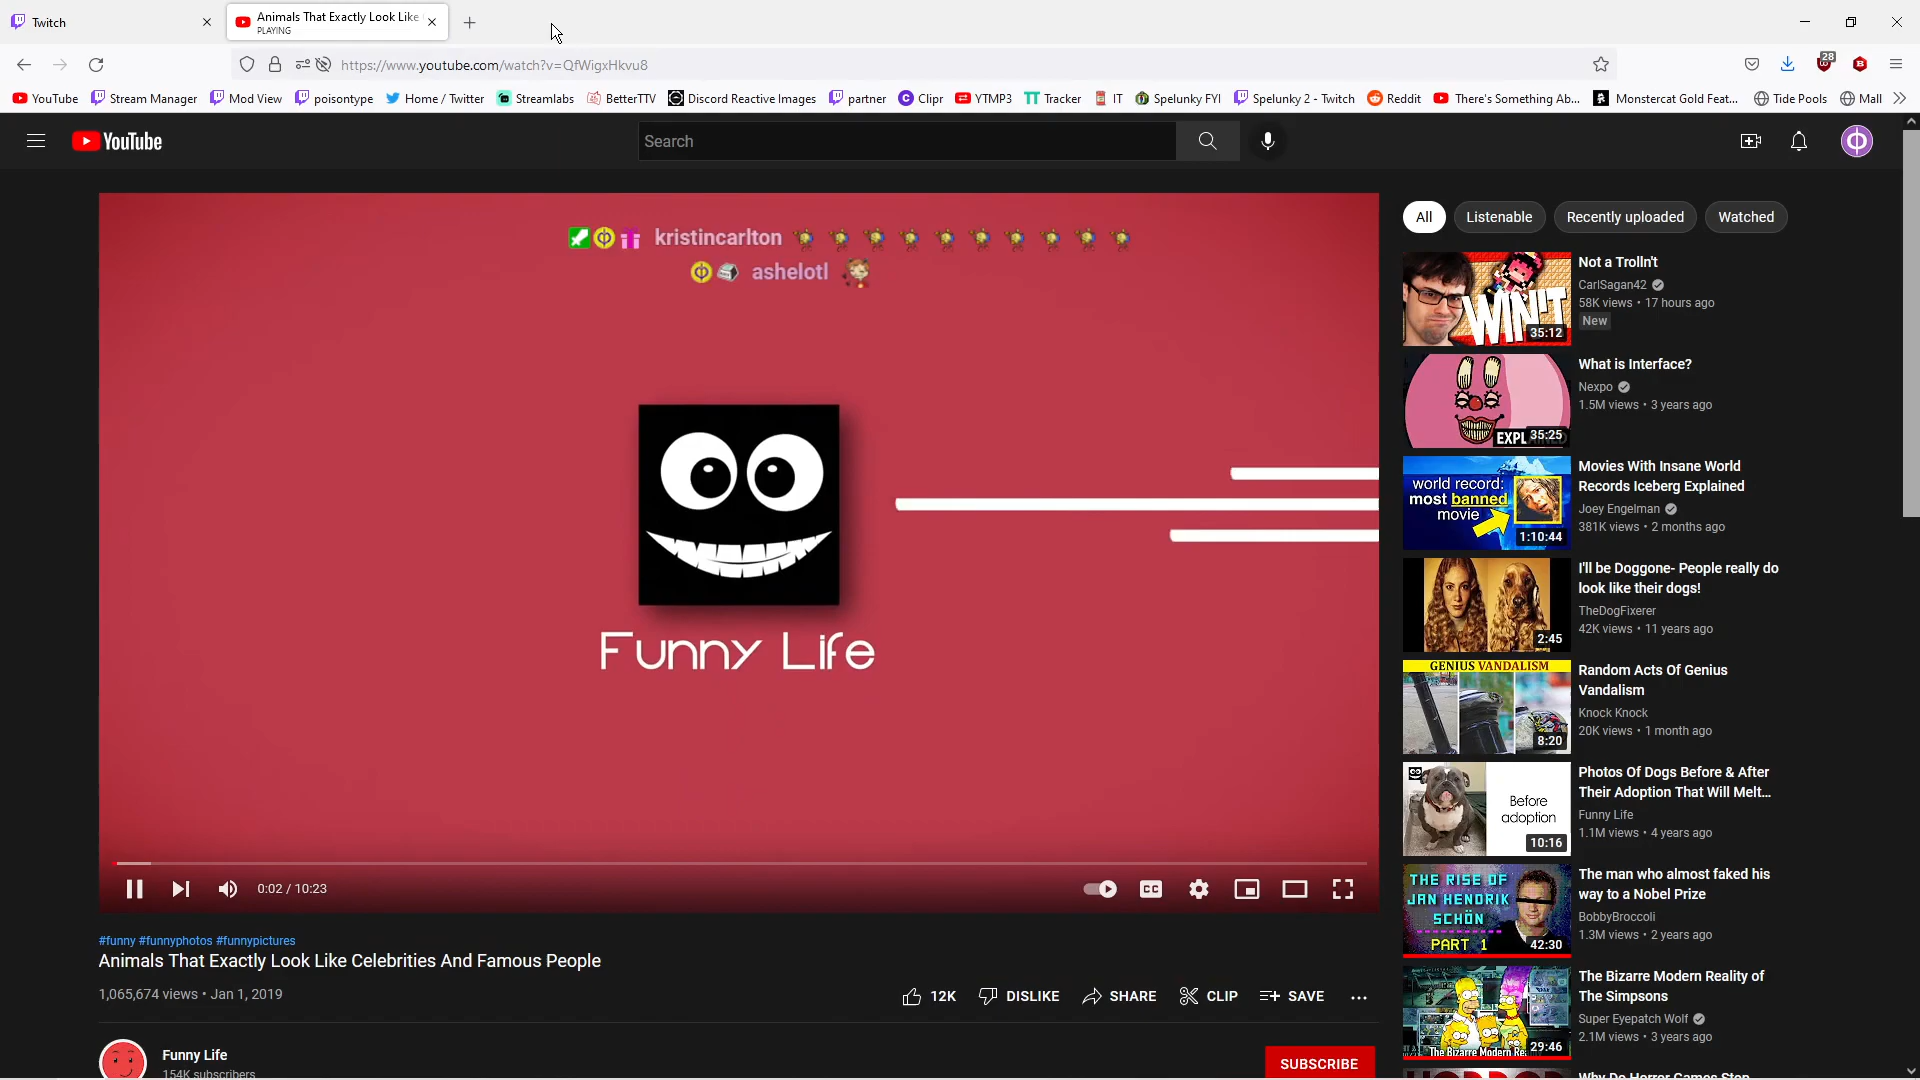 Twitch
Animals That Exactly Look Like
PLAYING
https://www.youtube.com/watch?v=QfWigxHkvu8
28
YouTube Stream Manager Mod View poisontype Home / Twitter Streamlabs BetterTTV Discord Reactive Images partner Clipr YTMP3 Tracker IT Spelunky FYI Spelunky 2 - Twitch Reddit There's Something Ab... Monstercat Gold Feat... Tide Pools Mall
YouTube
Search
kristincarlton
ashelotl
Funny Life
0:02 / 10:23
CC
#funny #funnyphotos #funnypictures
Animals That Exactly Look Like Celebrities And Famous People
1,065,674 views • Jan 1, 2019
12K DISLIKE SHARE CLIP SAVE
Funny Life
154K subscribers
SUBSCRIBE
All Listenable Recently uploaded Watched
WIN'T
35:12
Not a Trolln't
CarlSagan42
58K views • 17 hours ago
New
35:25
What is Interface?
Nexpo
1.5M views • 3 years ago
world record:
most banned
movie
1:10:44
Movies With Insane World
Records Iceberg Explained
Joey Engelman
381K views • 2 months ago
2:45
I'll be Doggone- People really do
look like their dogs!
TheDogFixerer
42K views • 11 years ago
GENIUS VANDALISM
8:20
Random Acts Of Genius
Vandalism
Knock Knock
20K views • 1 month ago
Before
adoption
10:16
Photos Of Dogs Before & After
Their Adoption That Will Melt...
Funny Life
1.1M views • 4 years ago
THE RISE OF
JAN HENDRIK
SCHÖN
PART 1
42:30
The man who almost faked his
way to a Nobel Prize
BobbyBroccoli
1.3M views • 2 years ago
The Bizarre Modern
29:46
The Bizarre Modern Reality of
The Simpsons
Super Eyepatch Wolf
2.1M views • 3 years ago
Why Do Horror Games Stop